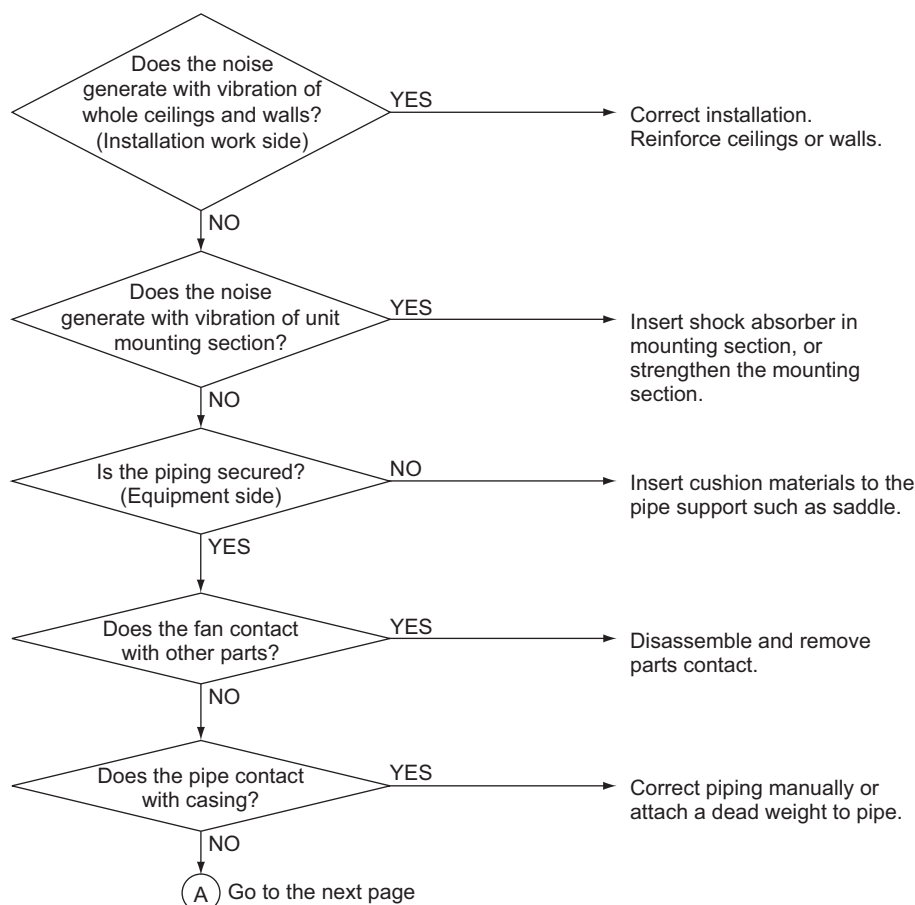 Does the noise
generate with vibration of
whole ceilings and walls?
(Installation work side)
YES
Correct installation.
Reinforce ceilings or walls.
NO
Does the noise
generate with vibration of unit
mounting section?
YES
Insert shock absorber in
mounting section, or
strengthen the mounting
section.
NO
Is the piping secured?
(Equipment side)
NO
Insert cushion materials to the
pipe support such as saddle.
YES
Does the fan contact
with other parts?
YES
Disassemble and remove
parts contact.
NO
Does the pipe contact
with casing?
YES
Correct piping manually or
attach a dead weight to pipe.
NO
A Go to the next page